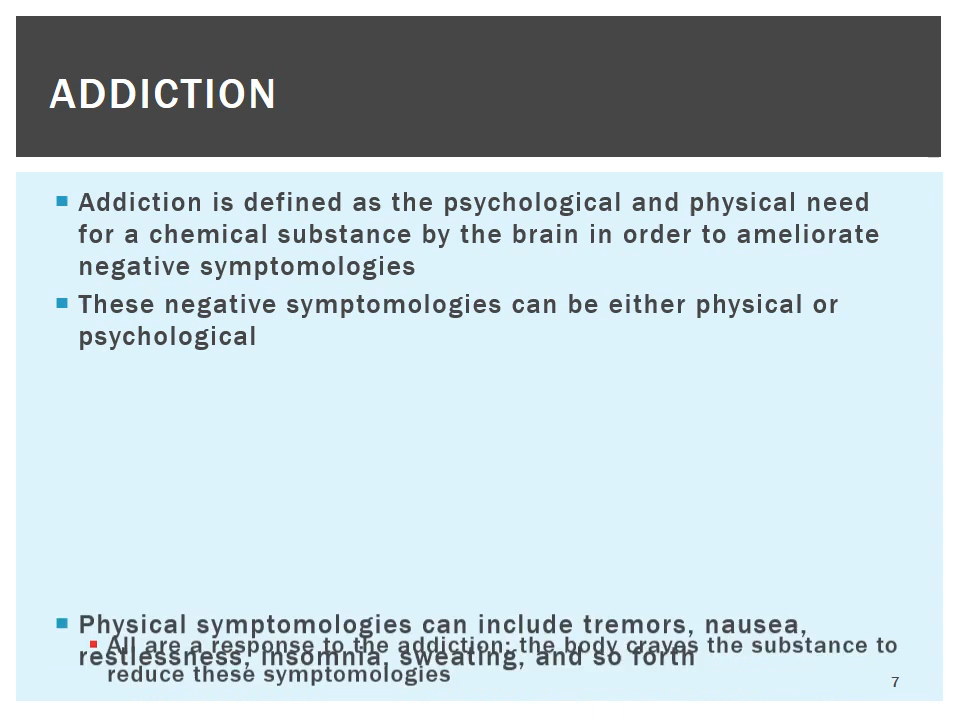 ADDICTION
Addiction is defined as the psychological and physical need
for a chemical substance by the brain in order to ameliorate
negative symptomologies
These negative symptomologies can be either physical or
psychological
Physical symptomologies can include tremors, nausea,
restlessness, insomnia, sweating, and so forth
All are a response to the addiction; the body craves the substance to
reduce these symptomologies
7